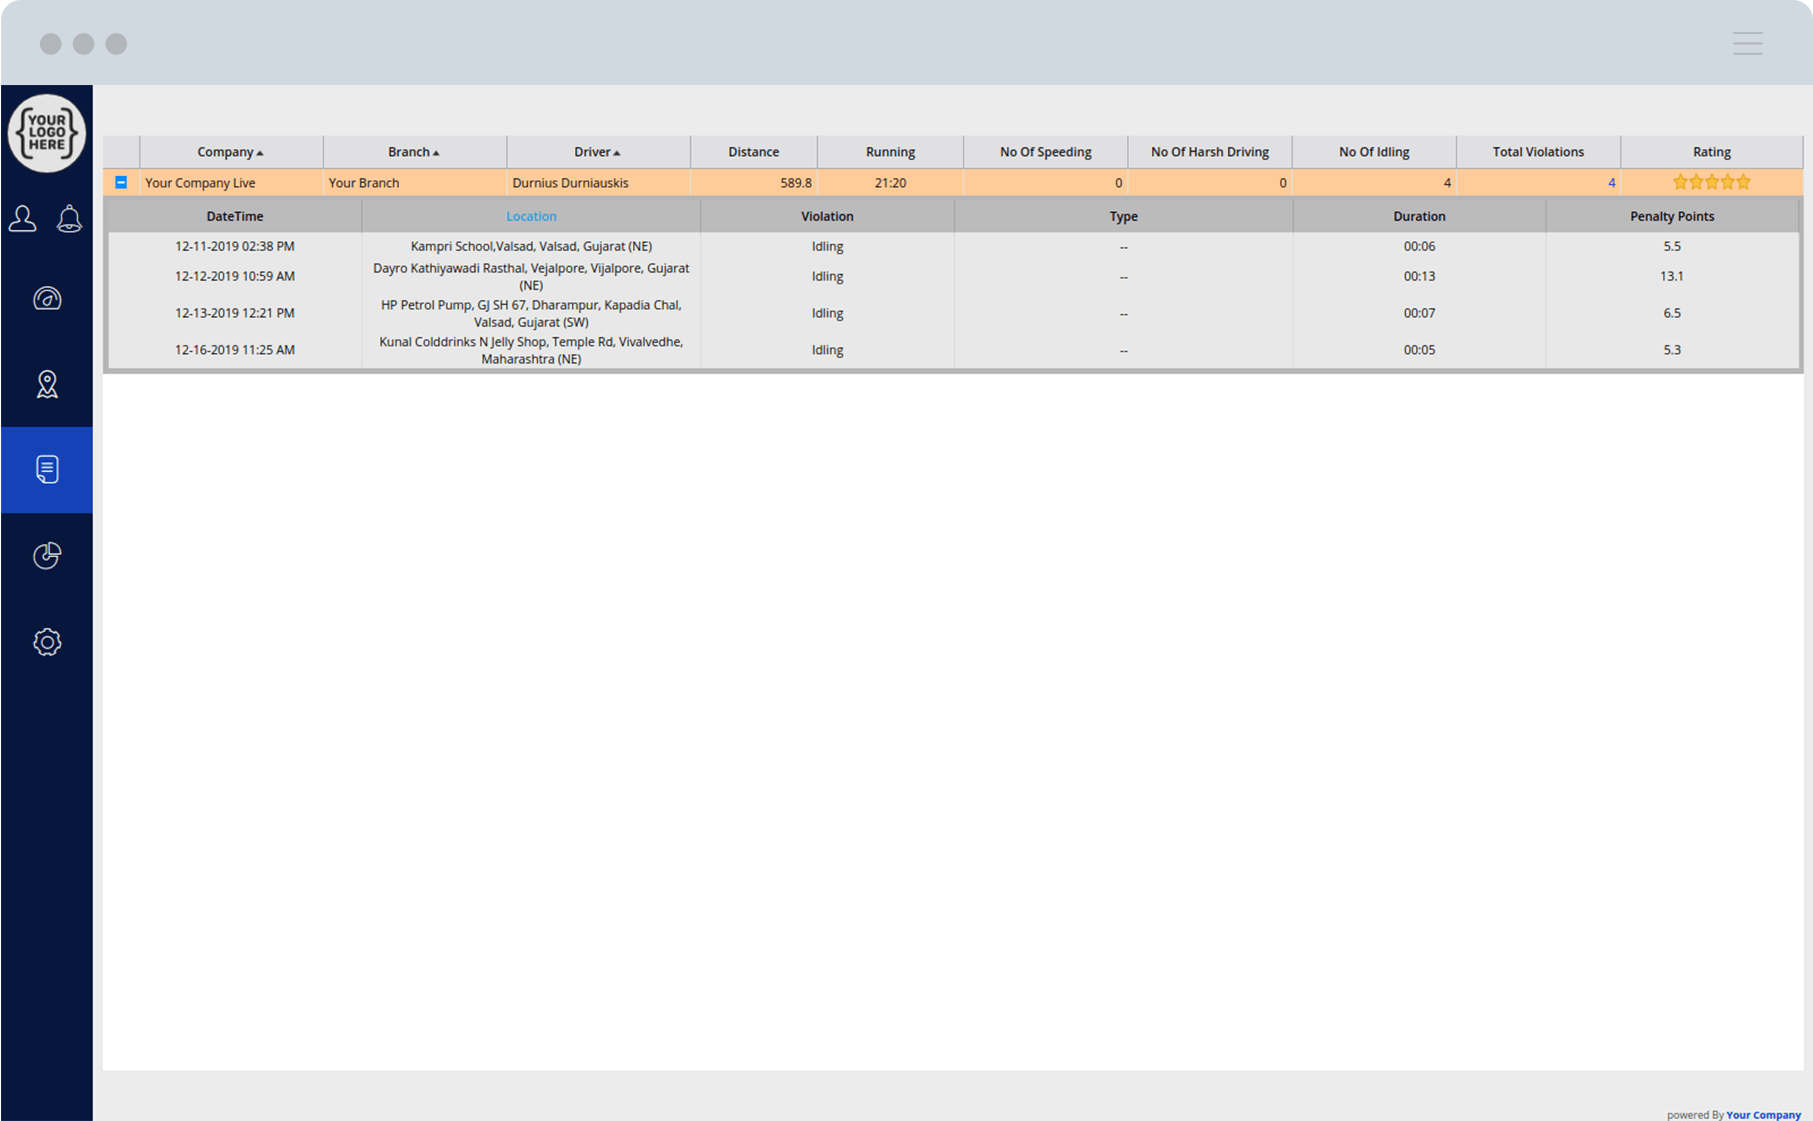 YOUR
LOGO
HERE
Company Branch Driver Distance Running No Of Speeding No Of Harsh Driving No Of Idling Total Violations Rating
Your Company Live Your Branch Durnius Durniauskis 589.8 21:20 0 0 4 4
DateTime Location Violation Type Duration Penalty Points
12-11-2019 02:38 PM Kampri School,Valsad, Valsad, Gujarat (NE) Idling -- 00:06 5.5
12-12-2019 10:59 AM Dayro Kathiyawadi Rasthal, Vejalpore, Vijalpore, Gujarat
(NE) Idling -- 00:13 13.1
12-13-2019 12:21 PM HP Petrol Pump, GJ SH 67, Dharampur, Kapadia Chal,
Valsad, Gujarat (SW) Idling -- 00:07 6.5
12-16-2019 11:25 AM Kunal Colddrinks N Jelly Shop, Temple Rd, Vivalvedhe,
Maharashtra (NE) Idling -- 00:05 5.3
powered By Your Company